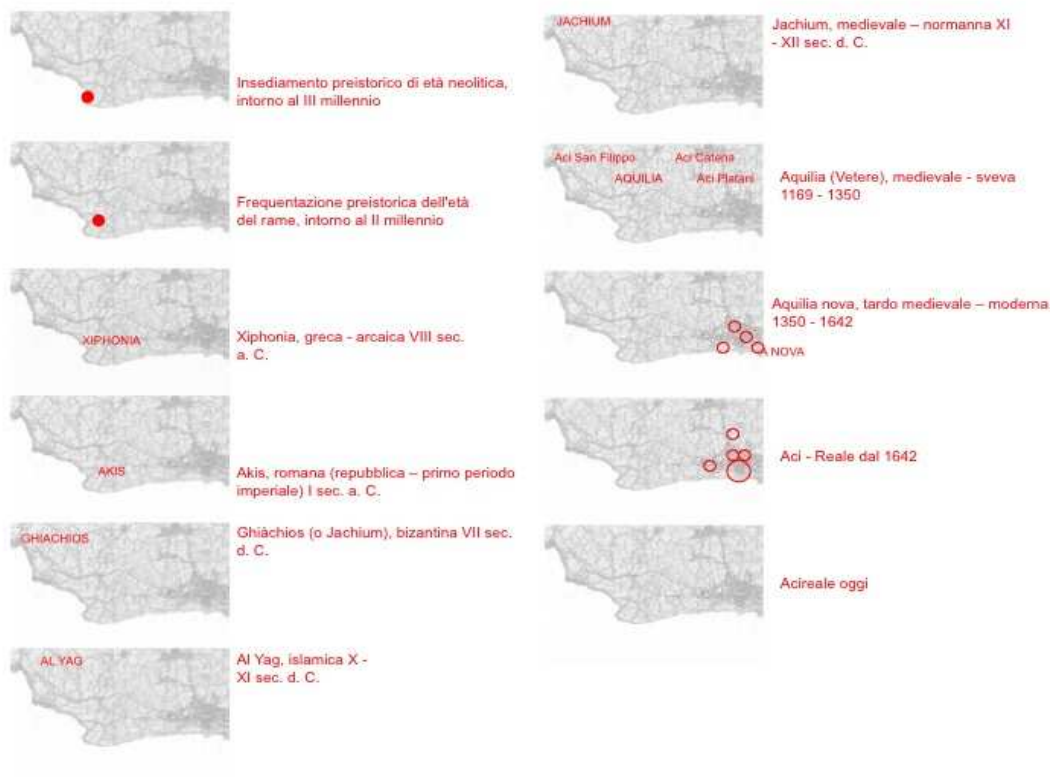 Insediamento preistorico di età neolitica,
intorno al III millennio
Frequentazione preistorica dell'età
del rame, intorno al II millennio
XIPHONIA
Xiphonia, greca - arcaica VIII sec.
a. C.
AKIS
Akis, romana (repubblica – primo periodo
imperiale) I sec. a. C.
GHIACHIOS
Ghiàchios (o Jachium), bizantina VII sec.
d. C.
AL YAG
Al Yag, islamica X -
XI sec. d. C.
JACHIUM
Jachium, medievale – normanna XI
- XII sec. d. C.
Aci San Filippo
Aci Catena
AQUILIA
Aci Platani
Aquilia (Vetere), medievale - sveva
1169 - 1350
Aquilia nova, tardo medievale – moderna
1350 - 1642
A NOVA
Aci - Reale dal 1642
Acireale oggi